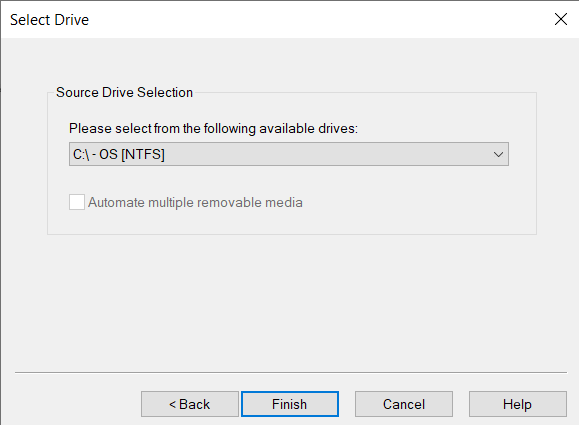 Select Drive
Source Drive Selection
Please select from the following available drives:
C:\ - OS [NTFS]
Automate multiple removable media
< Back
Finish
Cancel
Help